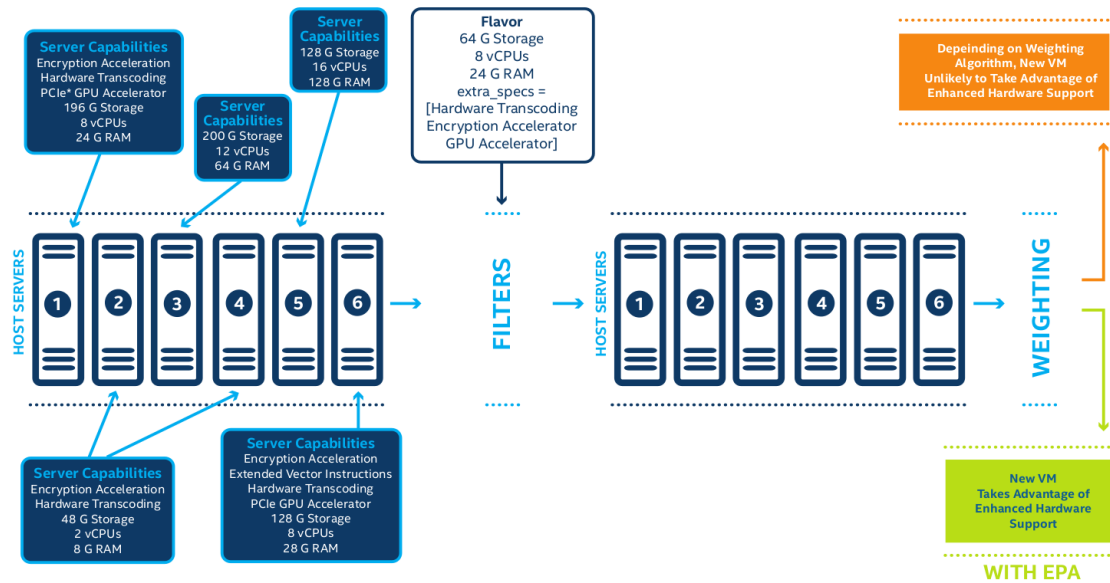 Server Capabilities
Encryption Acceleration
Hardware Transcoding
PCIe* GPU Accelerator
196 G Storage
8 vCPUs
24 G RAM
Server
Capabilities
200 G Storage
12 vCPUs
64 G RAM
Server
Capabilities
128 G Storage
16 vCPUs
128 G RAM
Flavor
64 G Storage
8 vCPUs
24 G RAM
extra_specs =
[Hardware Transcoding
Encryption Accelerator
GPU Accelerator]
Depeinding on Weighting
Algorithm, New VM
Unlikely to Take Advantage of
Enhanced Hardware Support
HOST SERVERS
1
2
3
4
5
6
FILTERS
HOST SERVERS
1
2
3
4
5
6
WEIGHTING
Server Capabilities
Encryption Acceleration
Hardware Transcoding
48 G Storage
2 vCPUs
8 G RAM
Server Capabilities
Encryption Acceleration
Extended Vector Instructions
Hardware Transcoding
PCIe GPU Accelerator
128 G Storage
8 vCPUs
28 G RAM
New VM
Takes Advantage of
Enhanced Hardware
Support
WITH EPA